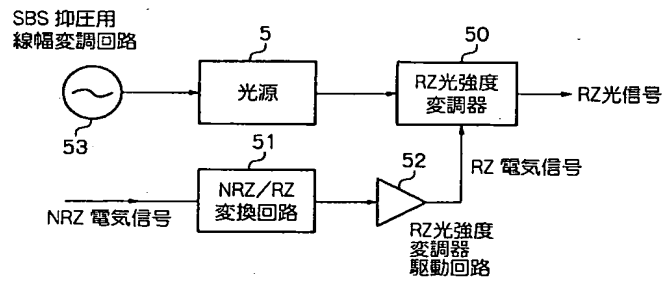 SBS 抑圧用
線幅変調回路
53
5
光源
50
RZ光強度
変調器
RZ光信号
NRZ 電気信号
51
NRZ/RZ
変換回路
52
RZ 電気信号
RZ光強度
変調器
駆動回路